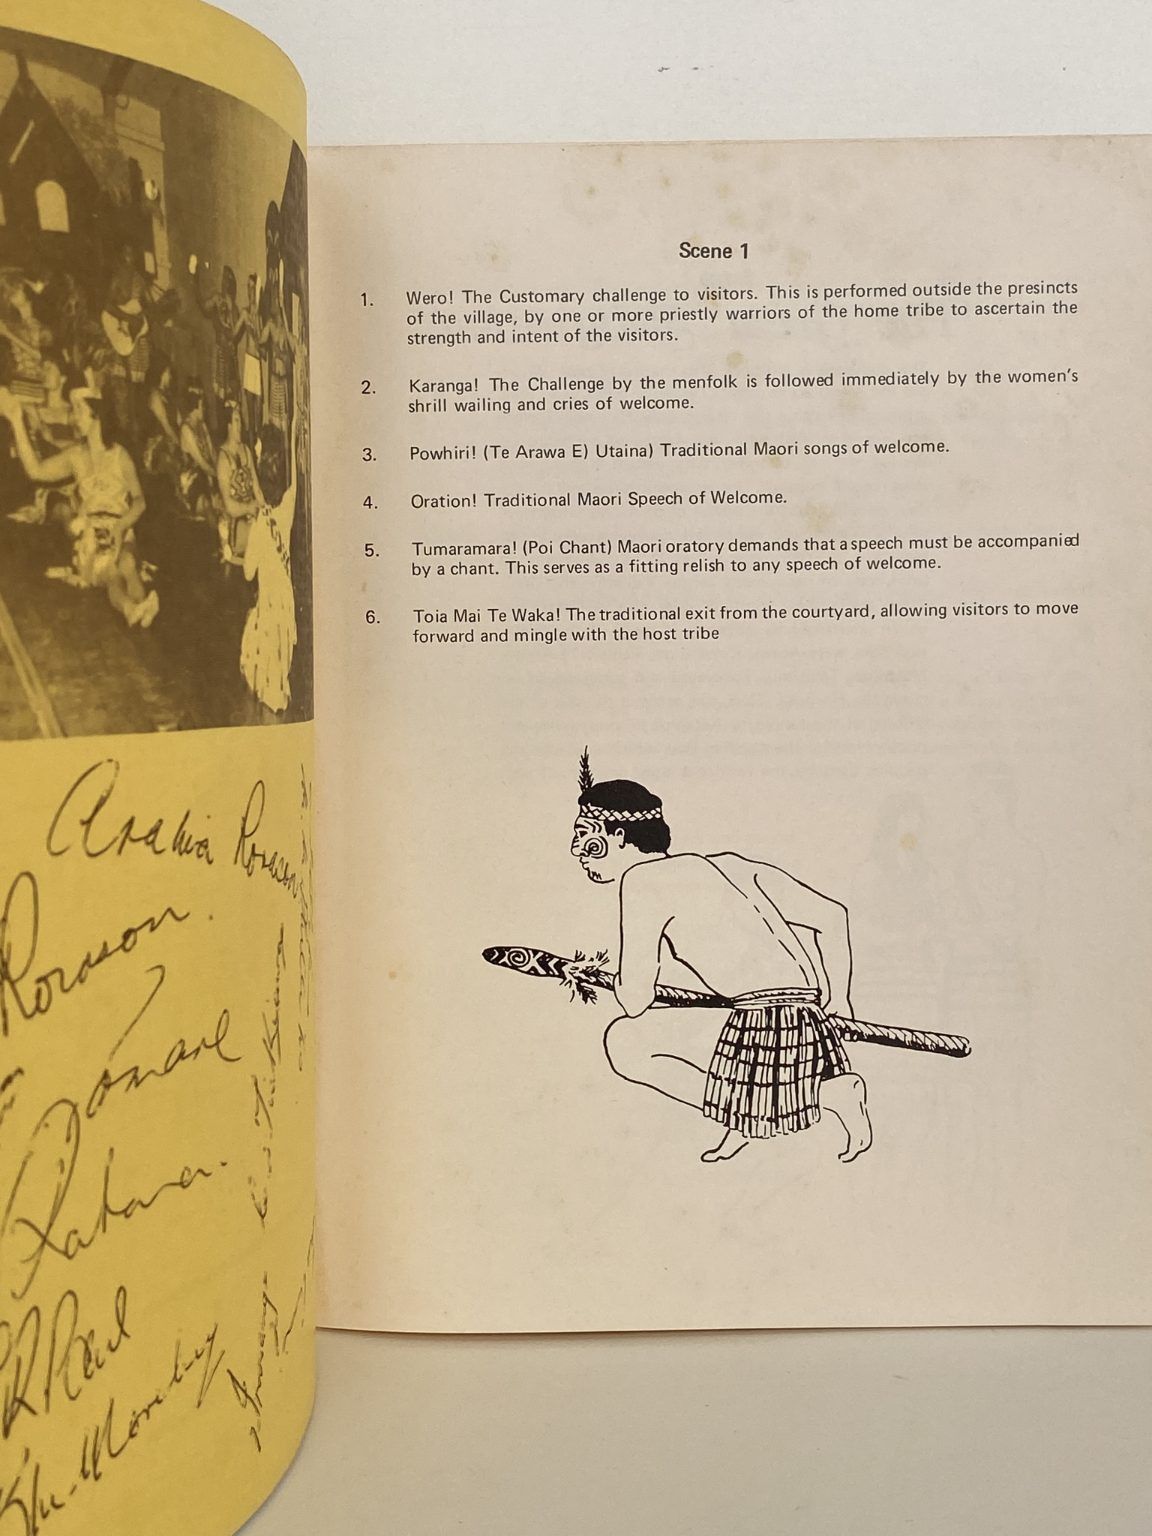 Arahia Rorason
Rorason.
Scene 1
1. Wero! The Customary challenge to visitors. This is performed outside the presincts
of the village, by one or more priestly warriors of the home tribe to ascertain the
strength and intent of the visitors.
2. Karanga! The Challenge by the menfolk is followed immediately by the women's
shrill wailing and cries of welcome.
3. Powhiri! (Te Arawa E) Utaina) Traditional Maori songs of welcome.
4. Oration! Traditional Maori Speech of Welcome.
5. Tumaramara! (Poi Chant) Maori oratory demands that a speech must be accompanied
by a chant. This serves as a fitting relish to any speech of welcome.
6. Toia Mai Te Waka! The traditional exit from the courtyard, allowing visitors to move
forward and mingle with the host tribe